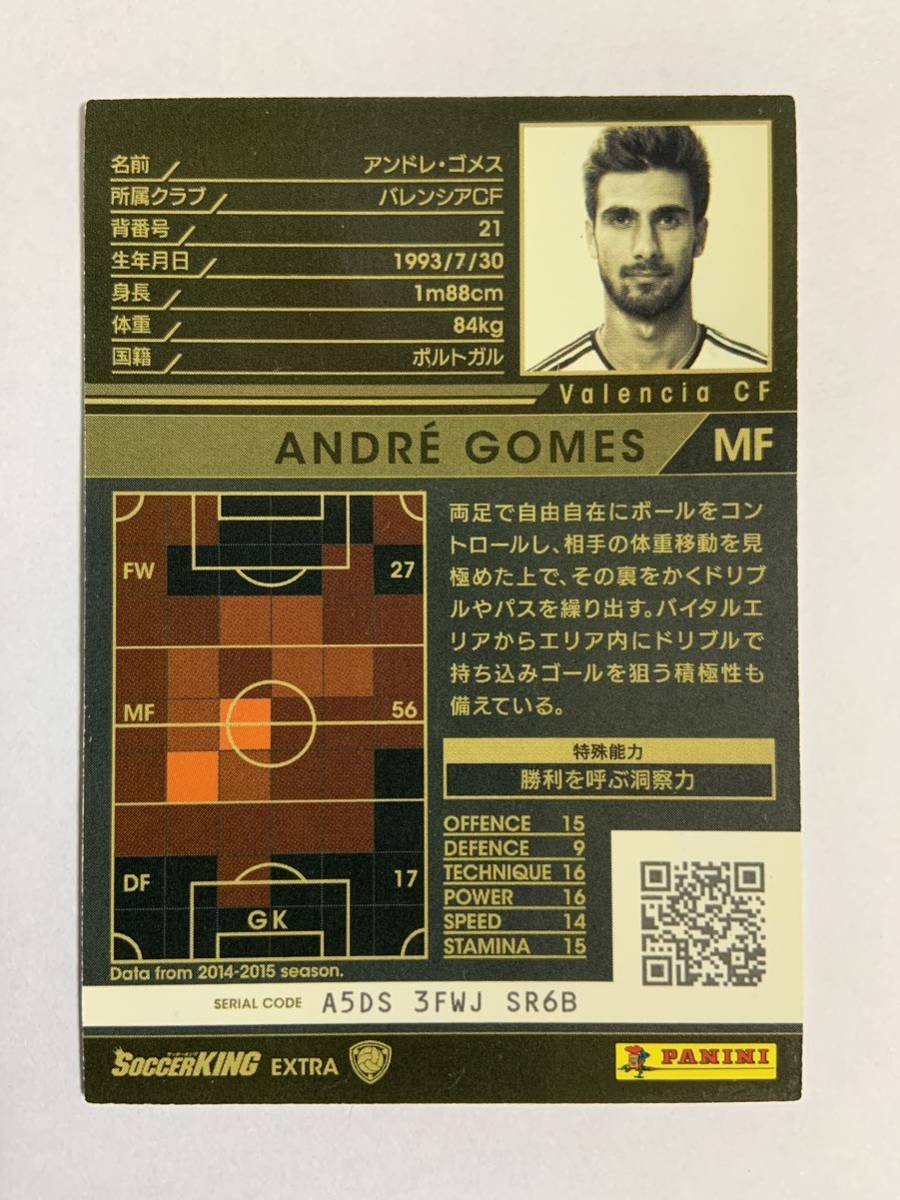 名前 アンドレ・ゴメス
所属クラブ バレンシアCF
背番号 21
生年月日 1993/7/30
身長 1m88cm
体重 84kg
国籍 ポルトガル
Valencia CF
ANDRÉ GOMES MF
FW 27
MF 56
DF 17
GK
Data from 2014-2015 season.
両足で自由自在にボールをコン
トロールし、相手の体重移動を見
極めた上で、その裏をかくドリブ
ルやパスを繰り出す。バイタルエ
リアからエリア内にドリブルで
持ち込みゴールを狙う積極性も
備えている。
特殊能力
勝利を呼ぶ洞察力
OFFENCE 15
DEFENCE 9
TECHNIQUE 16
POWER 16
SPEED 14
STAMINA 15
SERIAL CODE A5DS 3FWJ SR6B
SOCCERKING EXTRA
PANINI